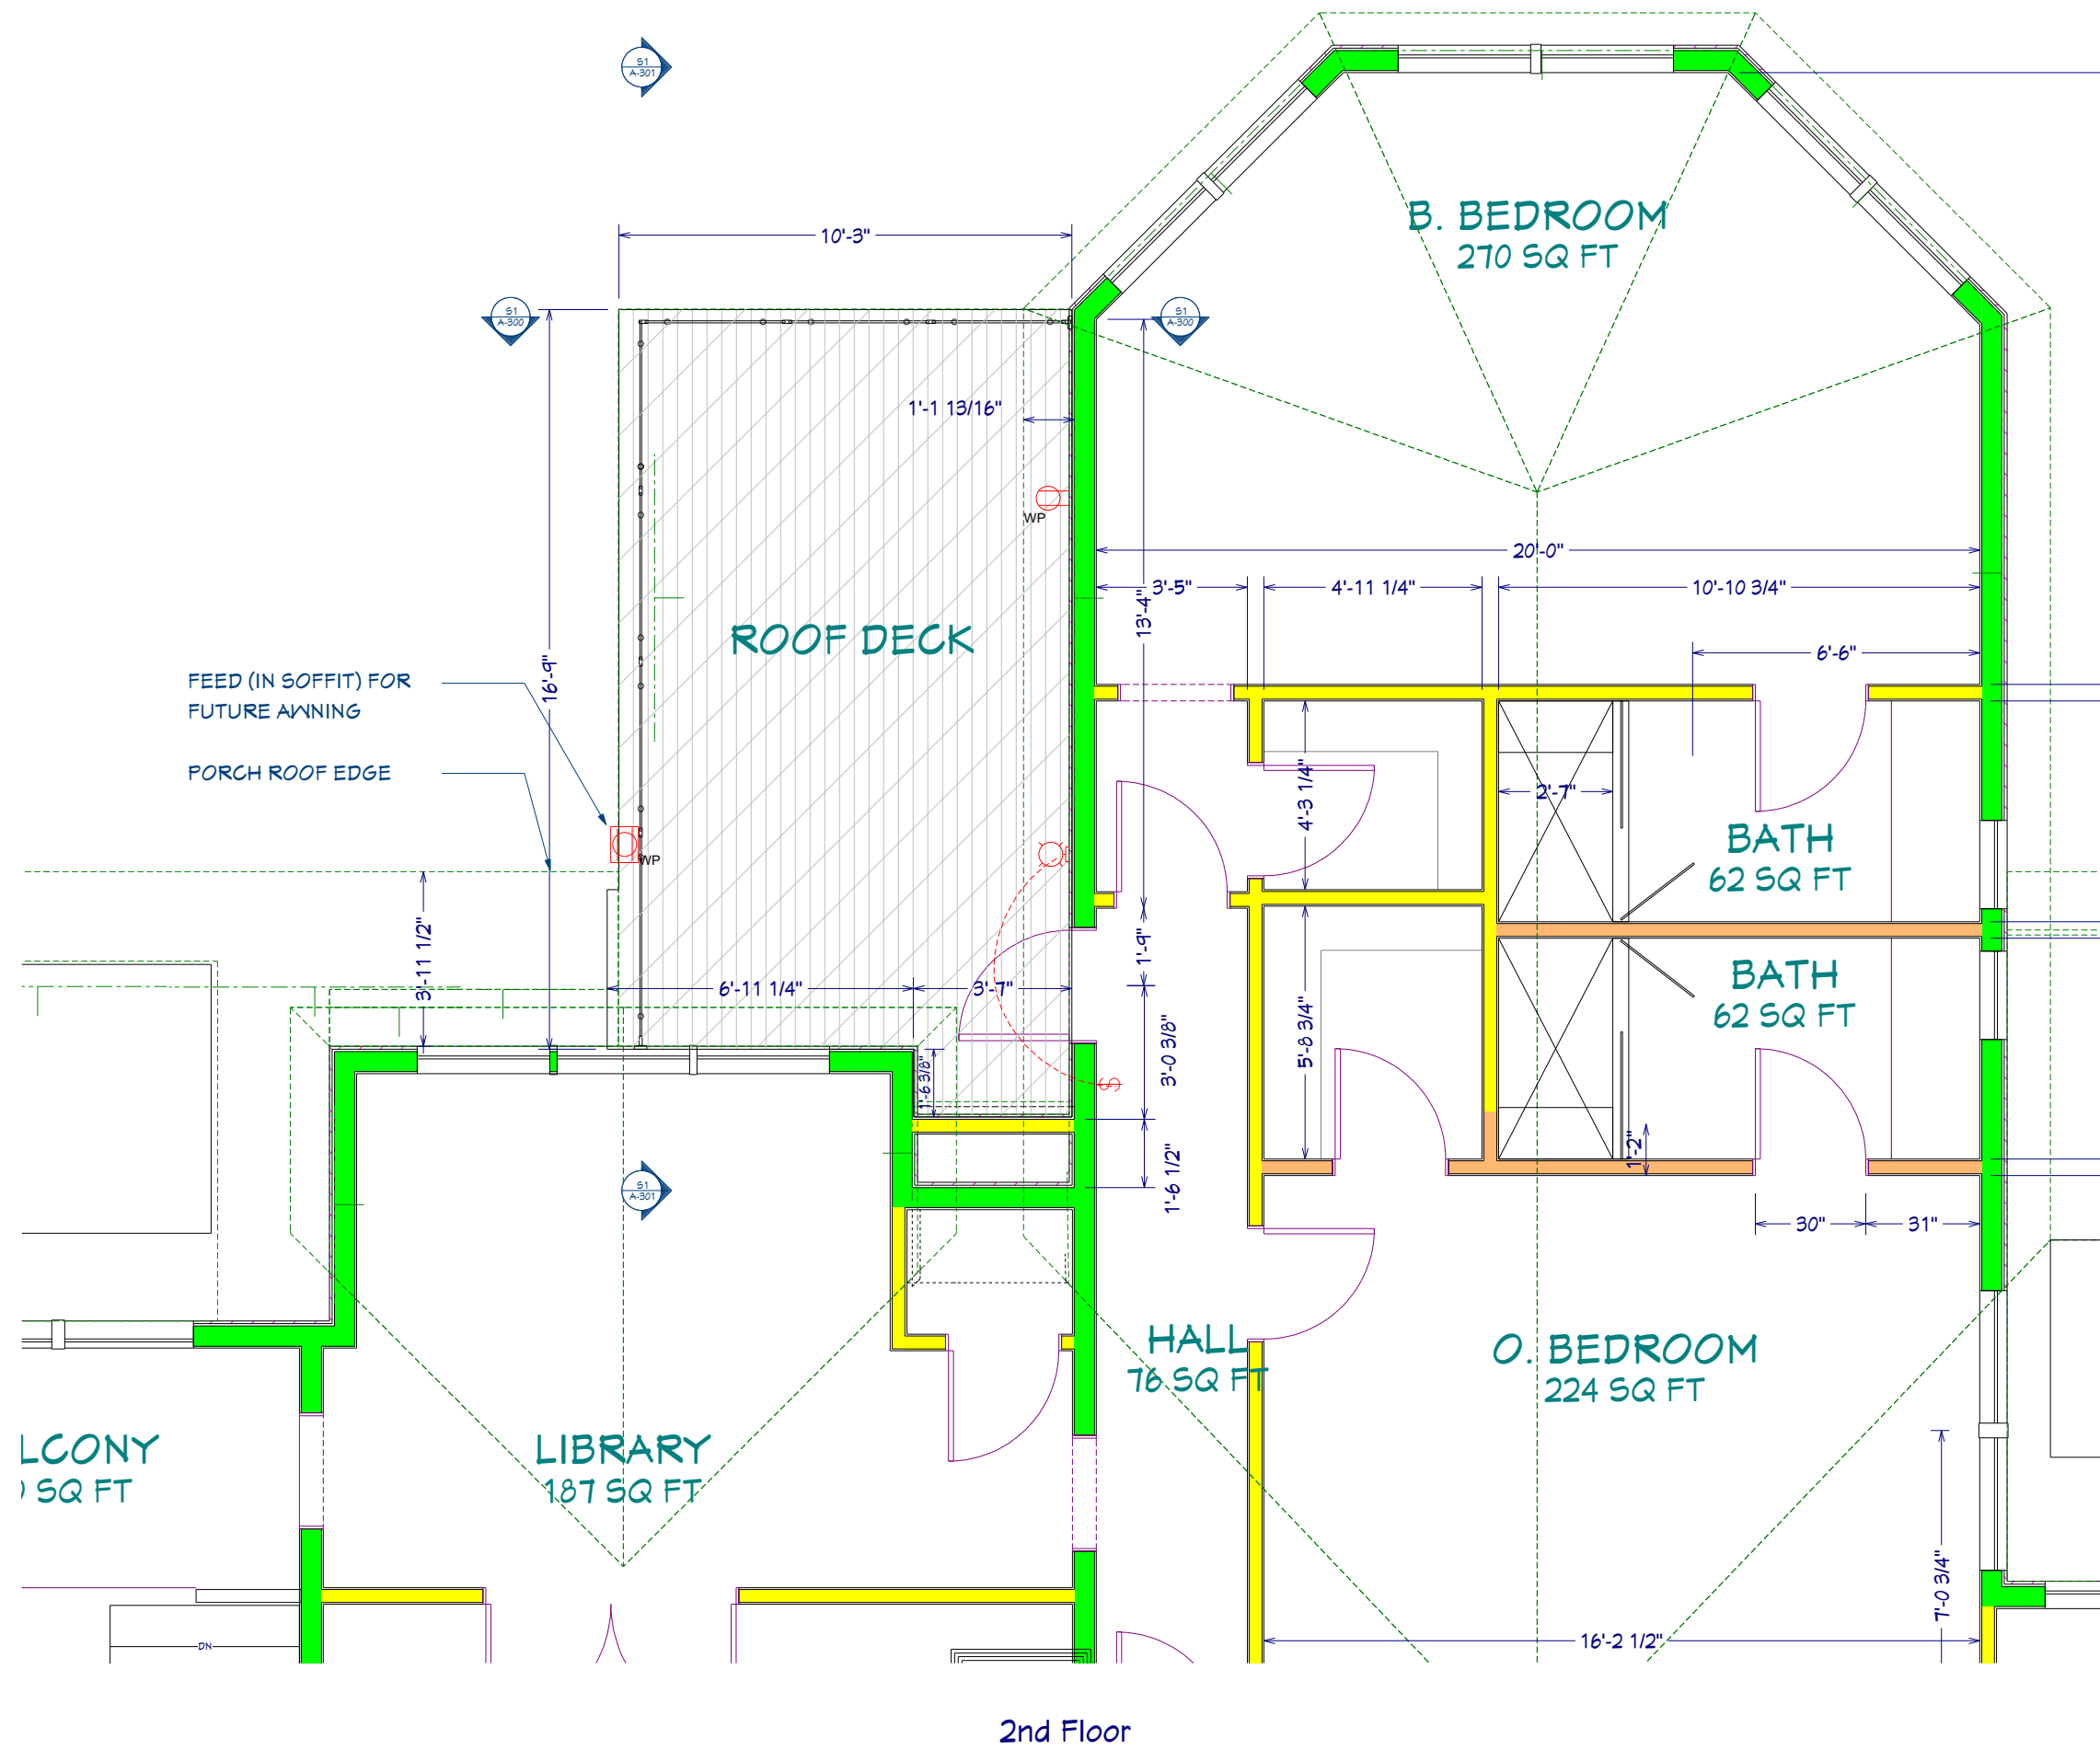 S1
A-301
B. BEDROOM
270 SQ FT
10'-3"
S1
A-300
S1
A-300
1'-1 13/16"
WP
20'-0"
3'-5"
4'-11 1/4"
10'-10 3/4"
13'-4"
ROOF DECK
6'-6"
16'-9"
FEED (IN SOFFIT) FOR
FUTURE AWNING
PORCH ROOF EDGE
4'-3 1/4"
2'-7"
WP
BATH
62 SQ FT
3'-11 1/2"
1'-9"
6'-11 1/4"
3'-7"
BATH
62 SQ FT
5'-8 3/4"
3'-0 3/8"
1'-6 3/8"
$
1'-2"
S1
A-301
1'-6 1/2"
30"
31"
HALL
76 SQ FT
O. BEDROOM
224 SQ FT
LCONY
SQ FT
LIBRARY
187 SQ FT
7'-0 3/4"
16'-2 1/2"
DN
2nd Floor